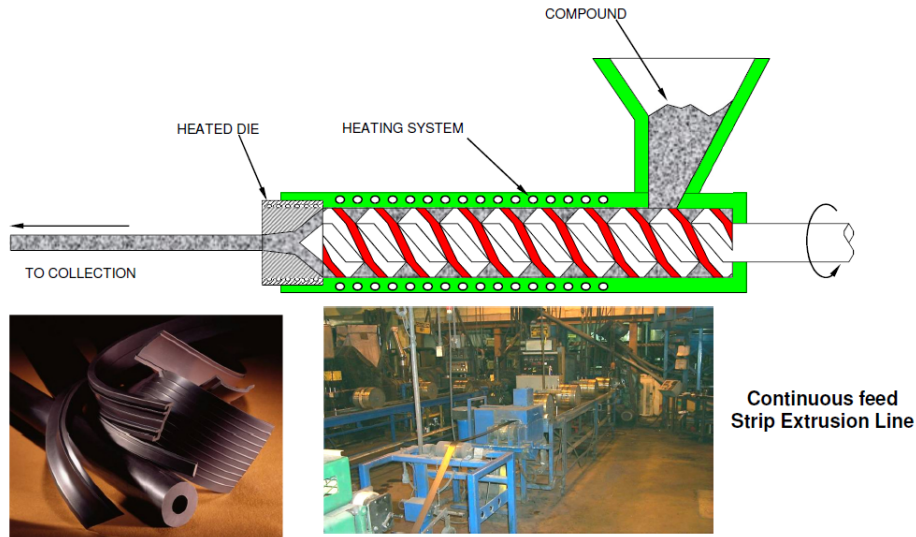 COMPOUND
HEATED DIE
HEATING SYSTEM
TO COLLECTION
Continuous feed
Strip Extrusion Line